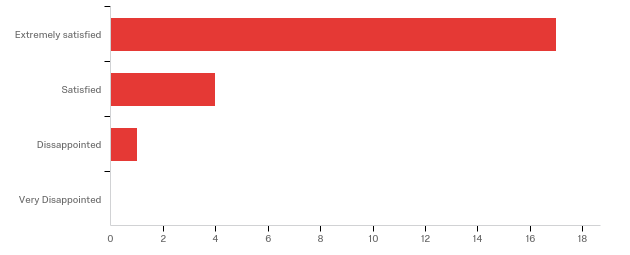 Extremely satisfied
Satisfied
Dissappointed
Very Disappointed
0 2 4 6 8 10 12 14 16 18